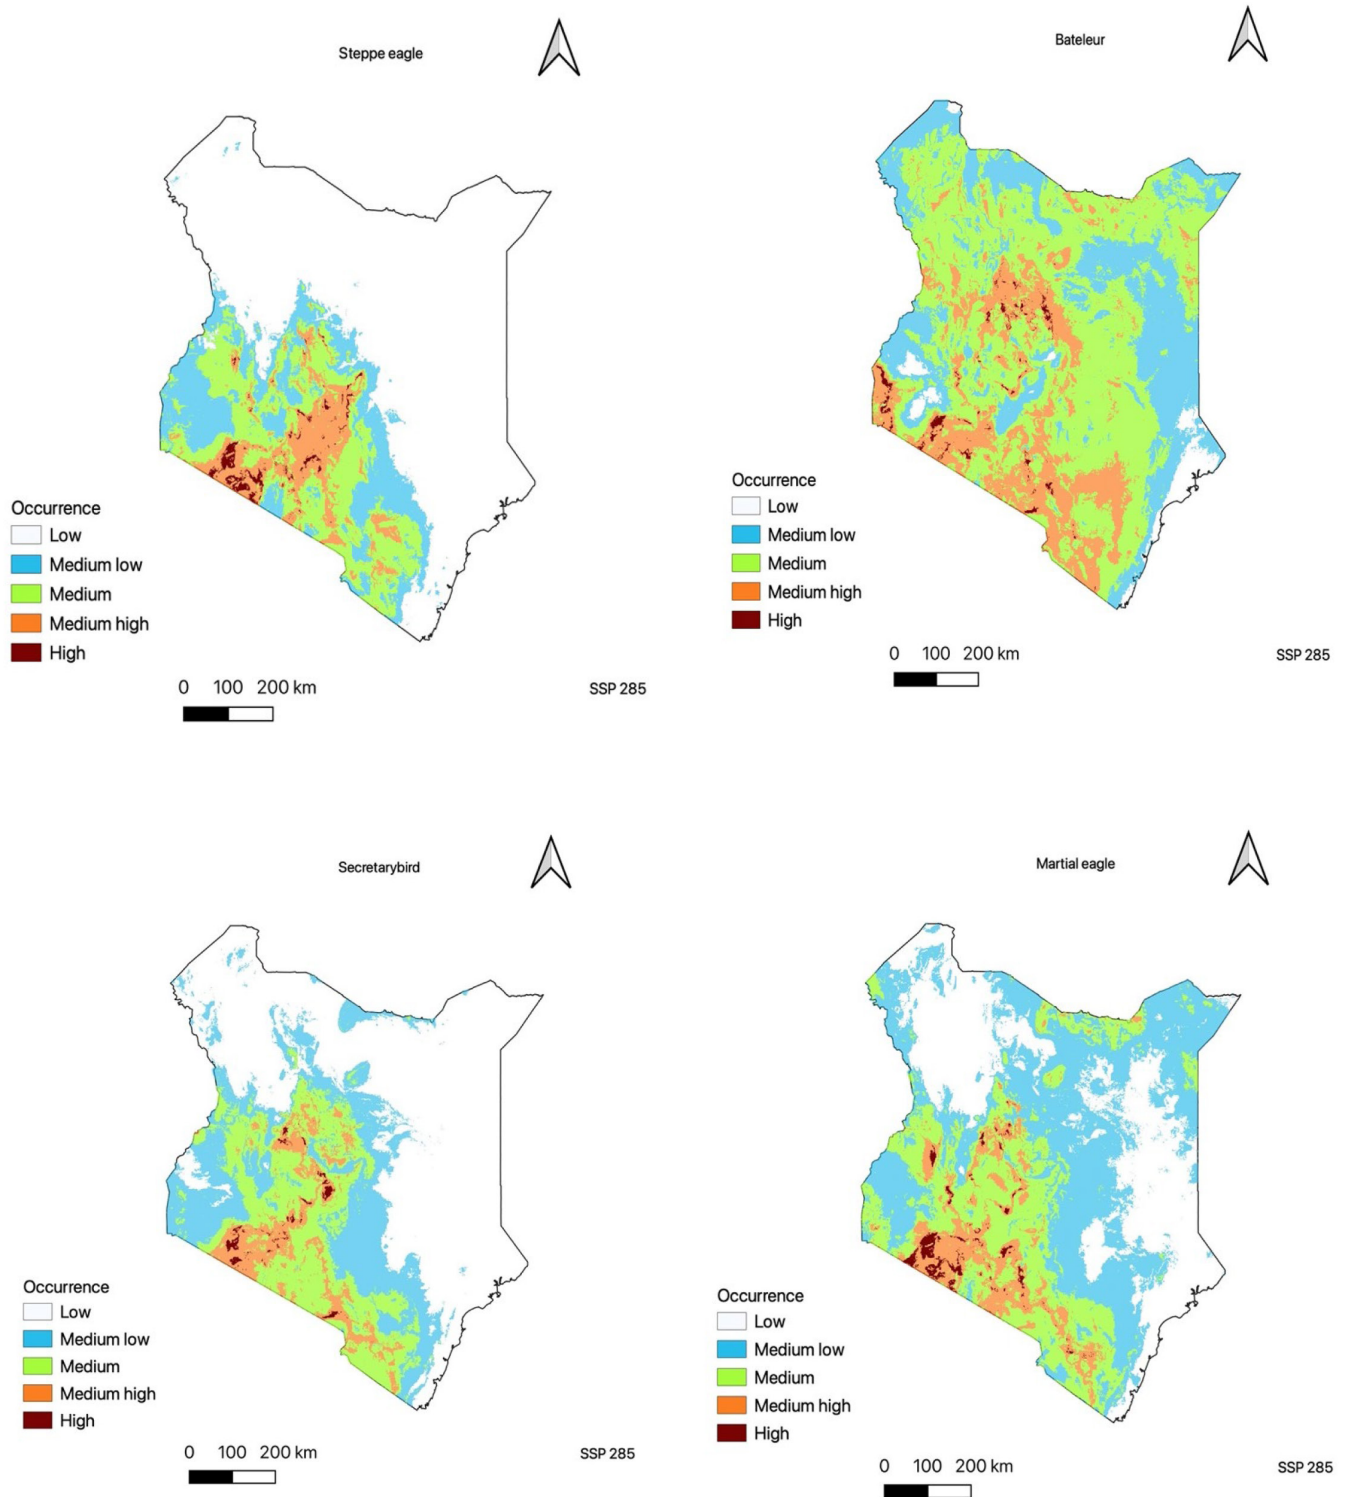 Steppe eagle
Occurrence
Low
Medium low
Medium
Medium high
High
0 100 200 km
SSP 285
Bateleur
Occurrence
Low
Medium low
Medium
Medium high
High
0 100 200 km
SSP 285
Secretarybird
Occurrence
Low
Medium low
Medium
Medium high
High
0 100 200 km
SSP 285
Martial eagle
Occurrence
Low
Medium low
Medium
Medium high
High
0 100 200 km
SSP 285